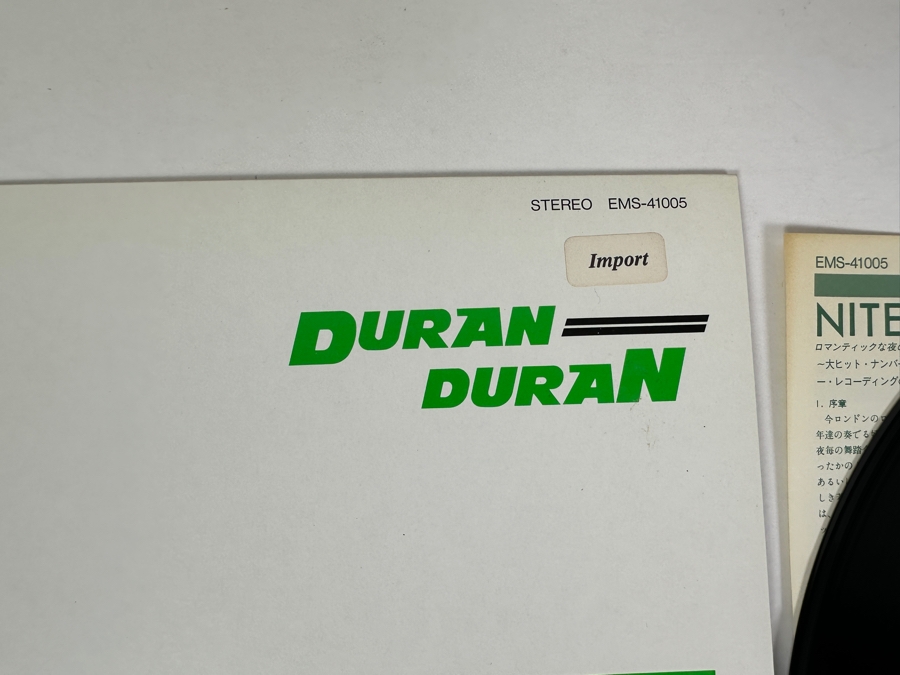 STEREO EMS-41005
Import
DURAN
DURAN
EMS-41005
NITE
ロマンティックな夜
〜大ヒット・ナンバ
ー・レコーディング
1. 序章
今ロンドンの
年達の奏でる
夜毎の舞踏
ったかの
あるい
しき
は、